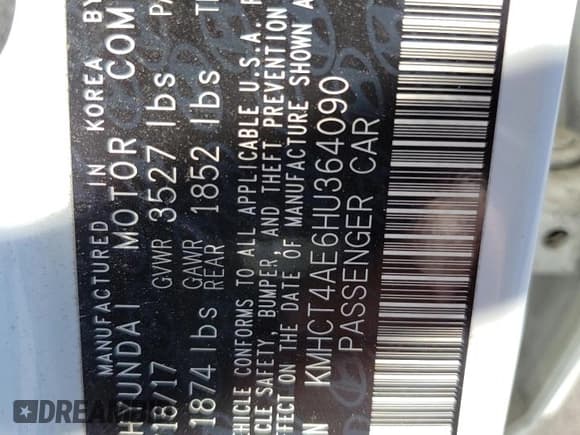 MANUFACTURED IN KOREA BY
HYUNDAI MOTOR COM
/17 GVWR 3527 lbs
1874 lbs GAWR REAR 1852 lbs
VEHICLE CONFORMS TO ALL APPLICABLE U.S.A.
VEHICLE SAFETY, BUMPER, AND THEFT PREVENTION
EFFECT ON THE DATE OF MANUFACTURE SHOWN A
KMHCT4AE6HU364090
PASSENGER CAR
DREAM